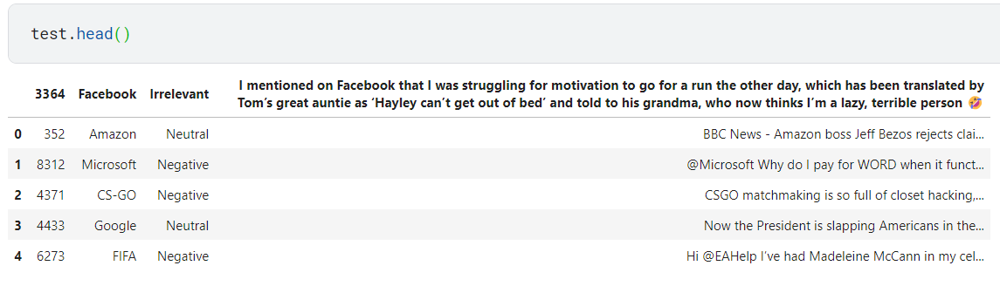 test.head()
3364 Facebook Irrelevant I mentioned on Facebook that I was struggling for motivation to go for a run the other day, which has been translated by
Tom’s great auntie as ‘Hayley can’t get out of bed’ and told to his grandma, who now thinks I’m a lazy, terrible person 🤣
0 352 Amazon Neutral BBC News - Amazon boss Jeff Bezos rejects clai...
1 8312 Microsoft Negative @Microsoft Why do I pay for WORD when it funct...
2 4371 CS-GO Negative CSGO matchmaking is so full of closet hacking,...
3 4433 Google Neutral Now the President is slapping Americans in the...
4 6273 FIFA Negative Hi @EAHelp I’ve had Madeleine McCann in my cel...